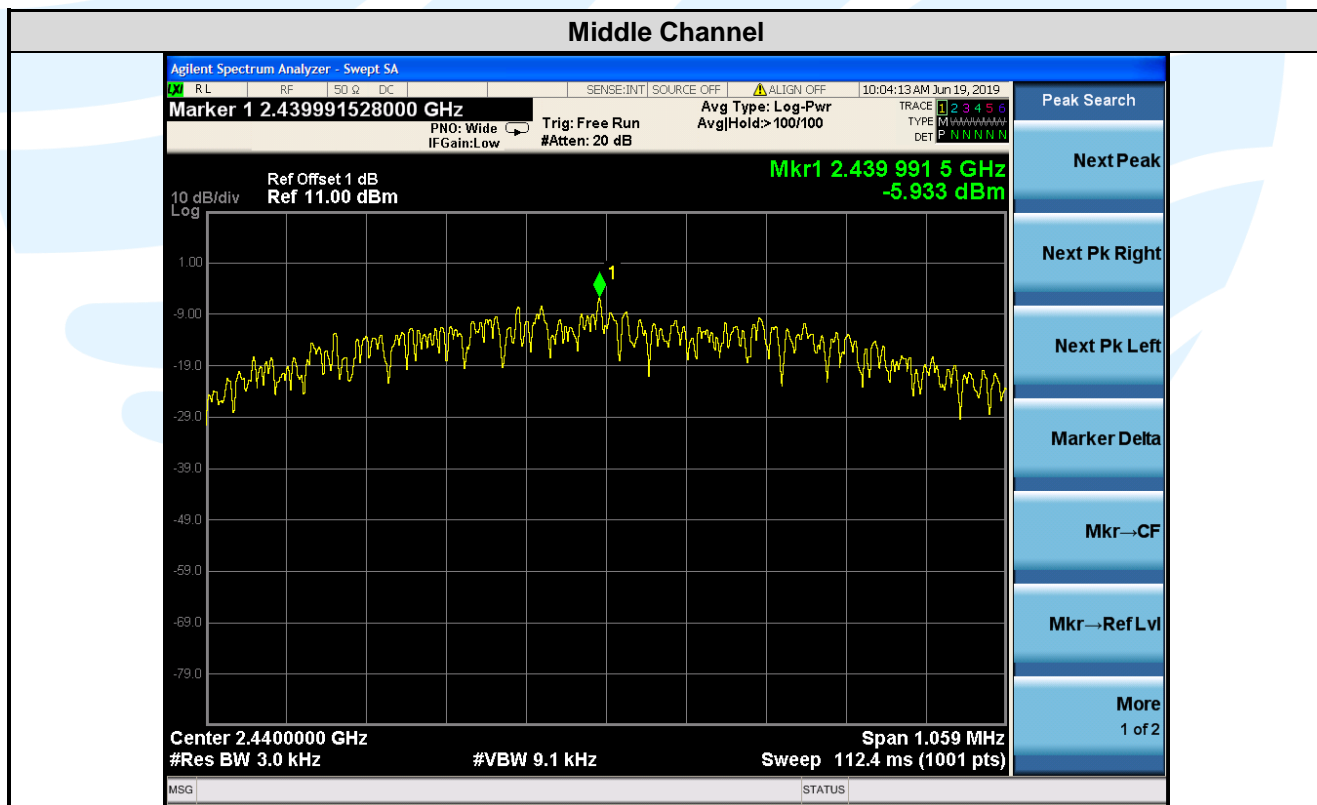 Middle Channel
Agilent Spectrum Analyzer - Swept SA
LXI RL RF 50 Ω DC SENSE:INT SOURCE OFF ALIGN OFF 10:04:13 AM Jun 19, 2019
Marker 1 2.439991528000 GHz
PNO: Wide
IFGain:Low
Trig: Free Run
#Atten: 20 dB
Avg Type: Log-Pwr
Avg|Hold:>100/100
TRACE 1 2 3 4 5 6
TYPE M WWWWW
DET P N N N N N
Peak Search
Mkr1 2.439 991 5 GHz
-5.933 dBm
Ref Offset 1 dB
10 dB/div Ref 11.00 dBm
Log
1
1.00
-9.00
-19.0
-29.0
-39.0
-49.0
-59.0
-69.0
-79.0
Center 2.4400000 GHz Span 1.059 MHz
#Res BW 3.0 kHz #VBW 9.1 kHz Sweep 112.4 ms (1001 pts)
MSG STATUS
Next Peak
Next Pk Right
Next Pk Left
Marker Delta
Mkr→CF
Mkr→Ref Lvl
More
1 of 2